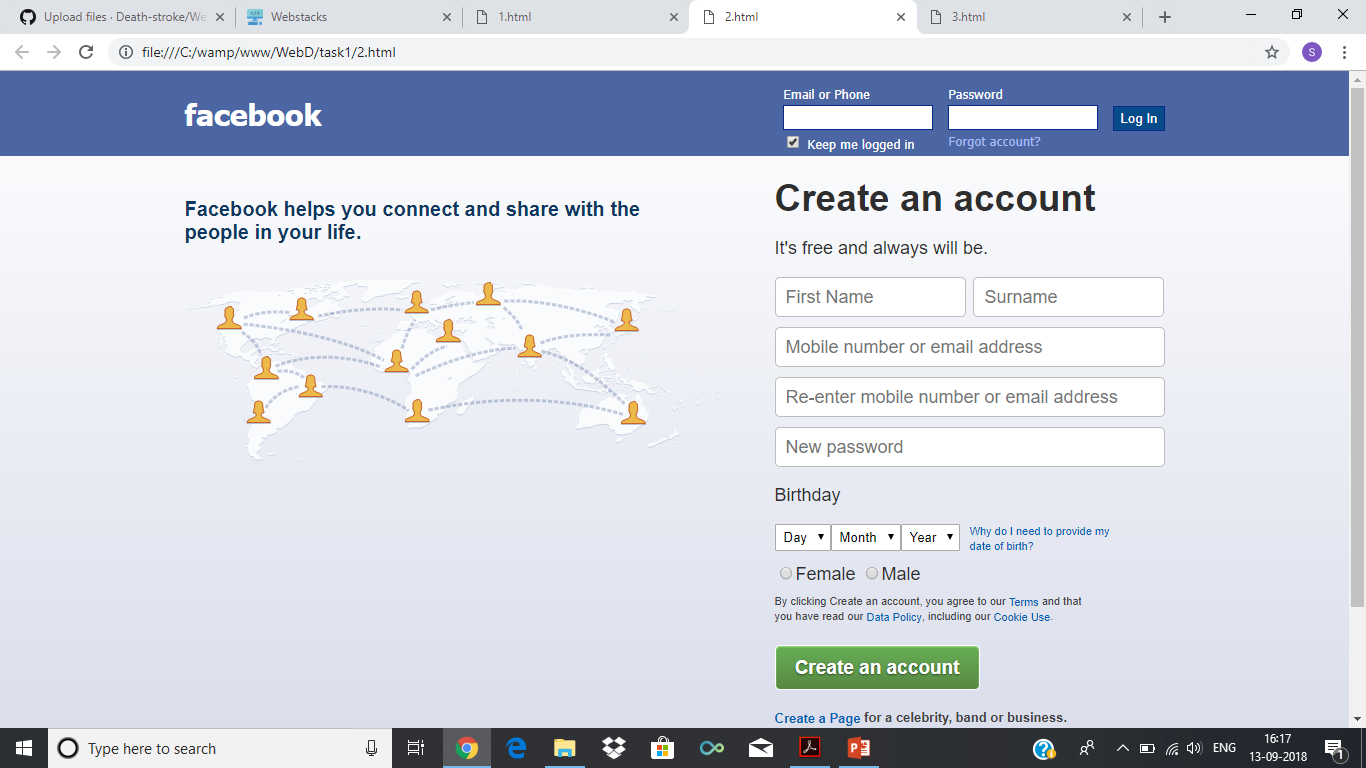 Upload files · Death-stroke/We
Webstacks
1.html
2.html
3.html
file:///C:/wamp/www/WebD/task1/2.html
S
facebook
Email or Phone
Password
Log In
Keep me logged in
Forgot account?
Facebook helps you connect and share with the
people in your life.
Create an account
It's free and always will be.
First Name
Surname
Mobile number or email address
Re-enter mobile number or email address
New password
Birthday
Day
Month
Year
Why do I need to provide my
date of birth?
Female
Male
By clicking Create an account, you agree to our Terms and that
you have read our Data Policy, including our Cookie Use.
Create an account
Create a Page for a celebrity, band or business.
Type here to search
ENG
16:17
13-09-2018
1